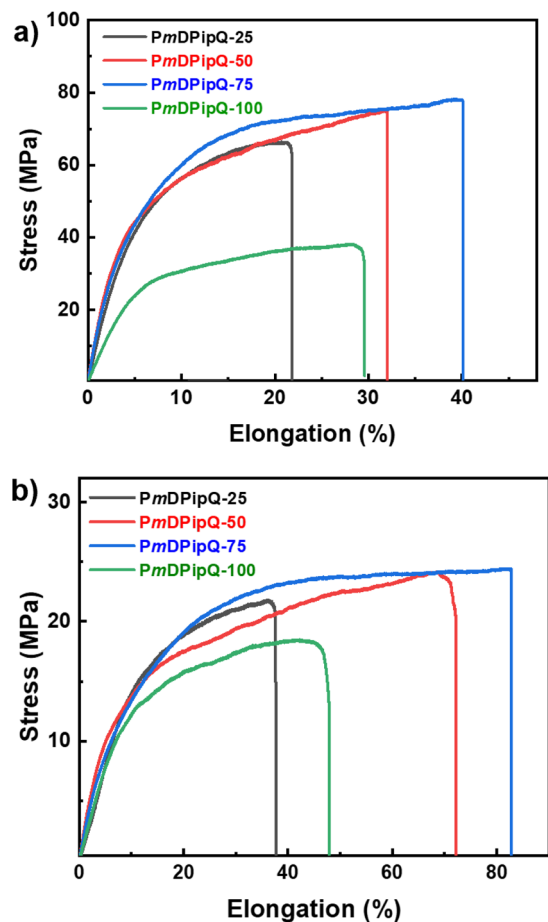 a)
100
80
60
40
20
Stress (MPa)
PmDPipQ-25
PmDPipQ-50
PmDPipQ-75
PmDPipQ-100
0
10
20
30
40
Elongation (%)
b)
30
20
10
Stress (MPa)
PmDPipQ-25
PmDPipQ-50
PmDPipQ-75
PmDPipQ-100
0
20
40
60
80
Elongation (%)